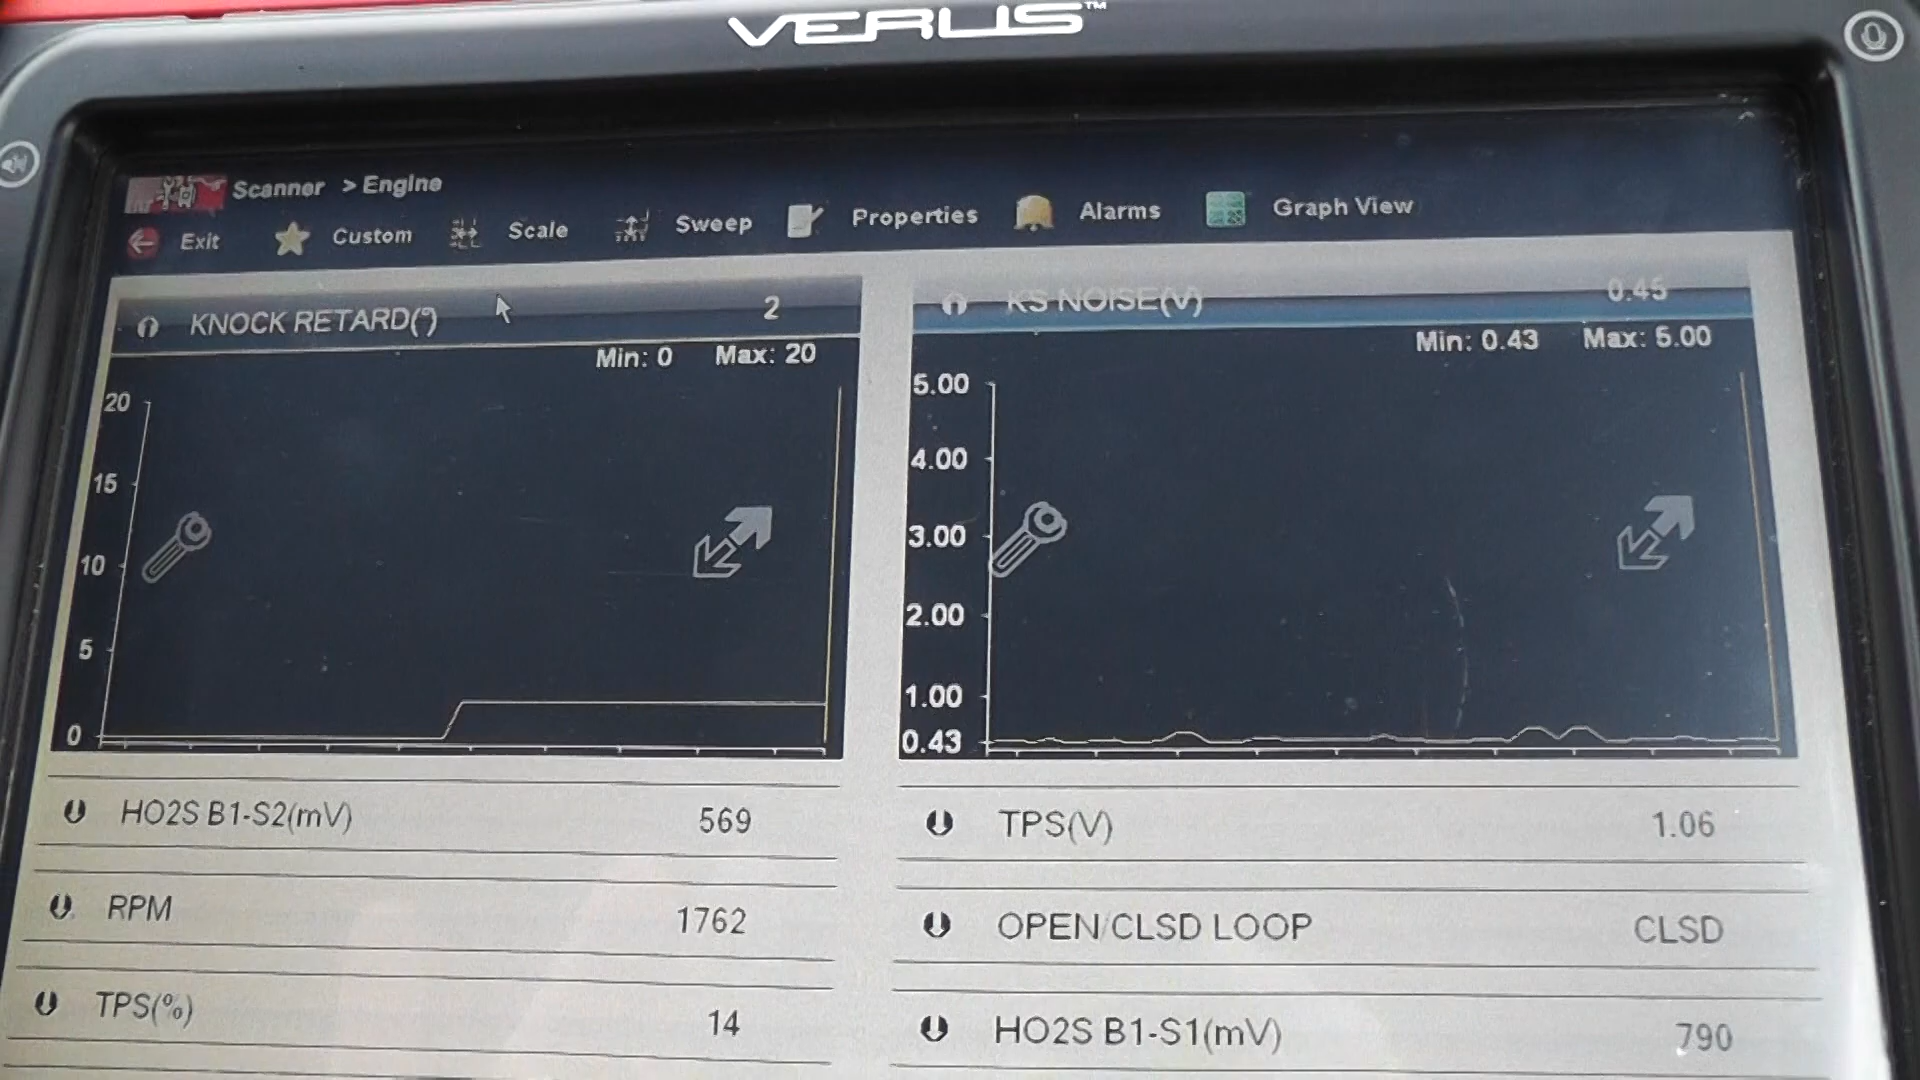 VERUS™
Scanner > Engine
Exit Custom Scale Sweep Properties Alarms Graph View
KNOCK RETARD(°) 2
Min: 0 Max: 20
20
15
10
5
0
KS NOISE(V) 0.45
Min: 0.43 Max: 5.00
5.00
4.00
3.00
2.00
1.00
0.43
HO2S B1-S2(mV) 569
TPS(V) 1.06
RPM 1762
OPEN/CLSD LOOP CLSD
TPS(%) 14
HO2S B1-S1(mV) 790